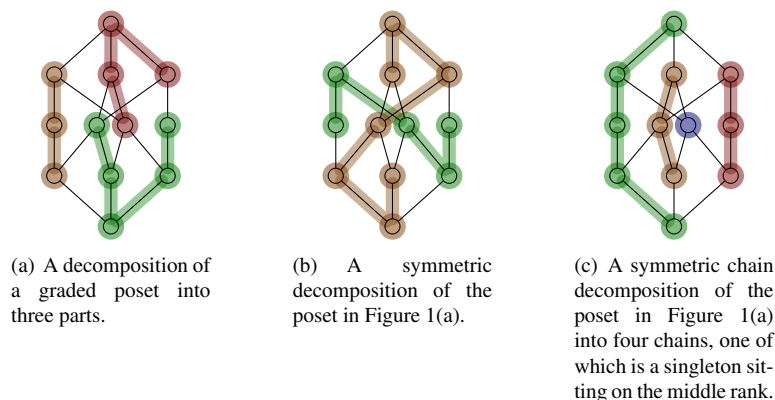 (a) A decomposition of
a graded poset into
three parts.
(b) A symmetric
decomposition of the
poset in Figure 1(a).
(c) A symmetric chain
decomposition of the
poset in Figure 1(a)
into four chains, one of
which is a singleton sit-
ting on the middle rank.